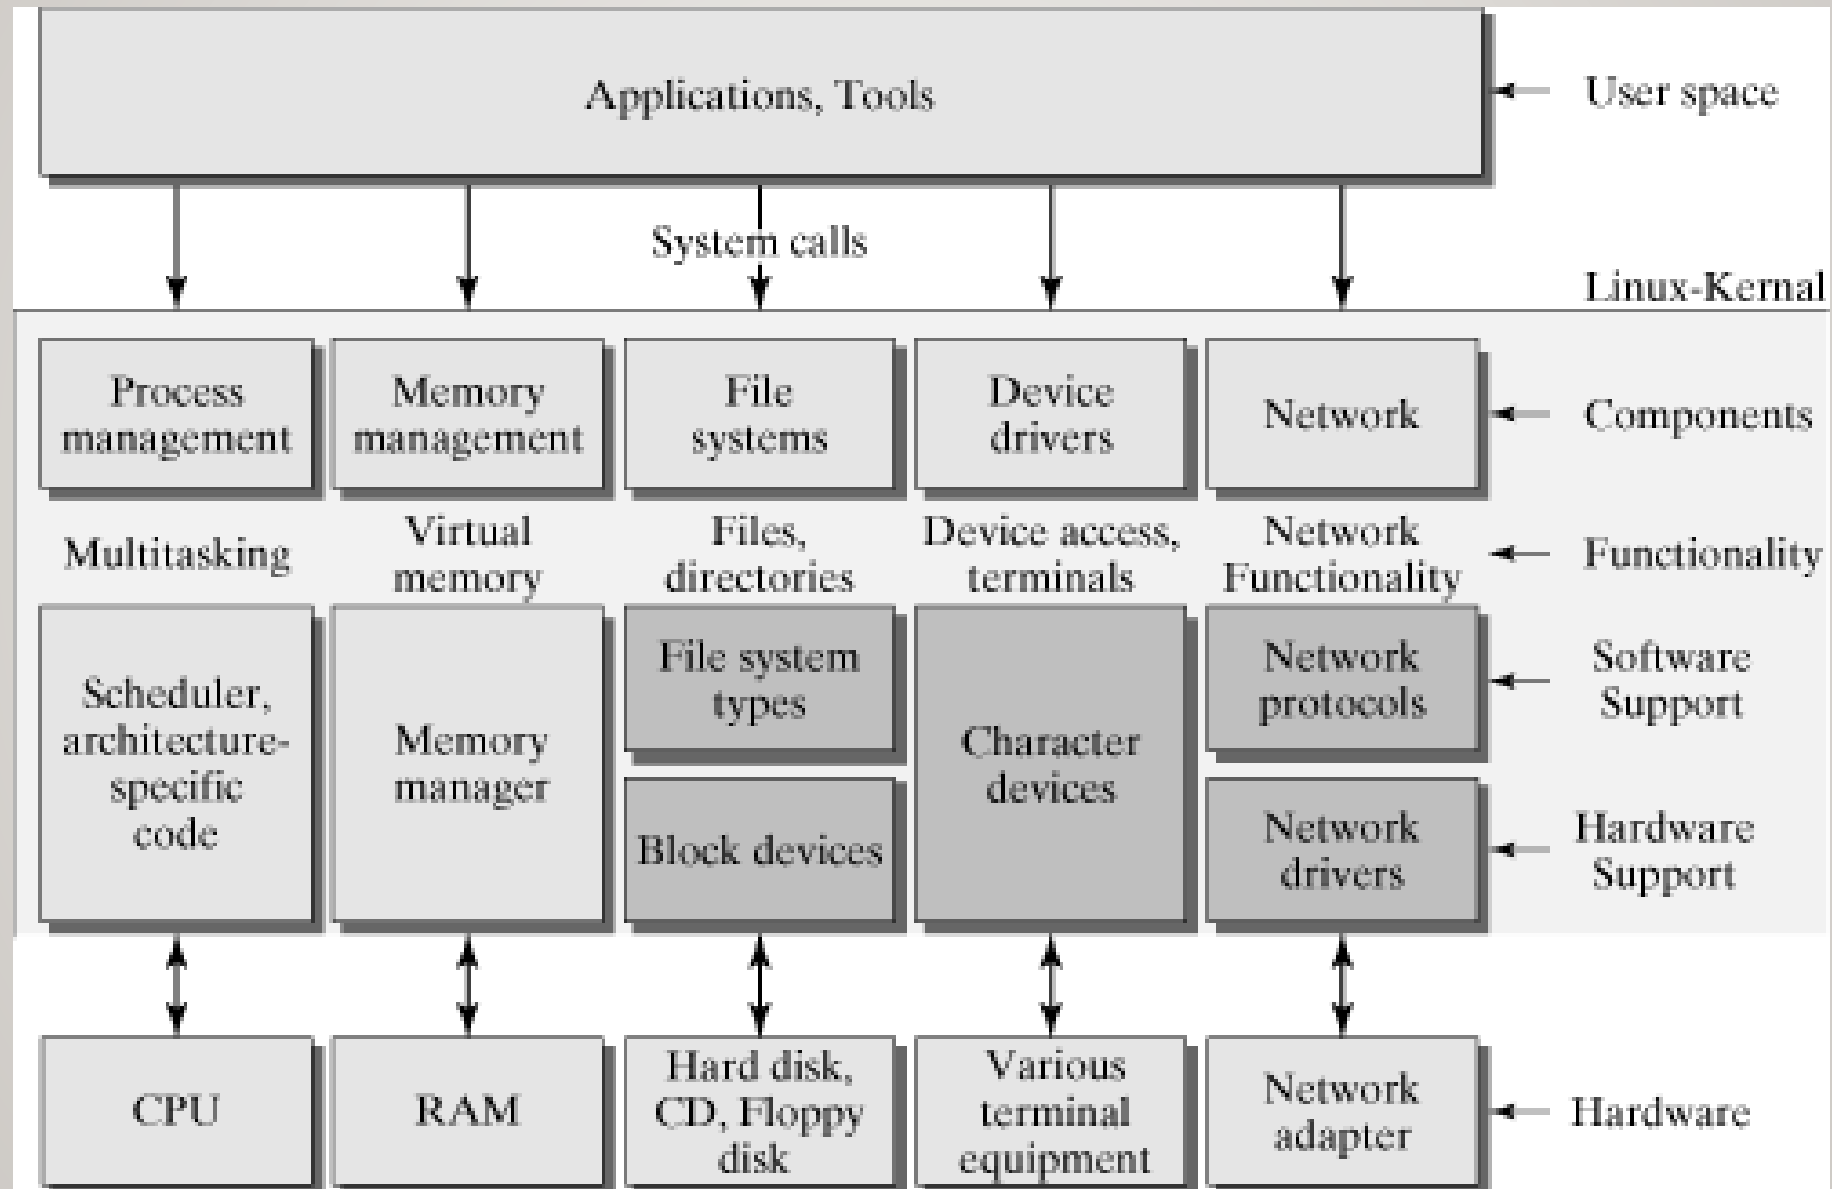 Applications, Tools
User space
System calls
Linux-Kernal
Process
management
Memory
management
File
systems
Device
drivers
Network
Components
Multitasking
Virtual
memory
Files,
directories
Device access,
terminals
Network
Functionality
Functionality
Scheduler,
architecture-
specific
code
Memory
manager
File system
types
Block devices
Character
devices
Network
protocols
Network
drivers
Software
Support
Hardware
Support
CPU
RAM
Hard disk,
CD, Floppy
disk
Various
terminal
equipment
Network
adapter
Hardware